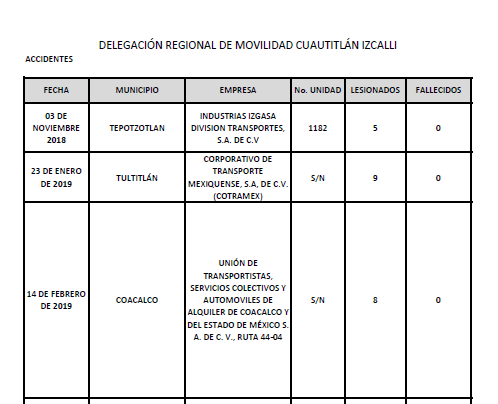 DELEGACIÓN REGIONAL DE MOVILIDAD CUAUTITLÁN IZCALLI
ACCIDENTES
FECHA MUNICIPIO EMPRESA No. UNIDAD LESIONADOS FALLECIDOS
03 DE
NOVIEMBRE
2018
TEPOTZOTLAN
INDUSTRIAS IZGASA
DIVISION TRANSPORTES,
S.A. DE C.V
1182
5
0
23 DE ENERO
DE 2019
TULTITLÁN
CORPORATIVO DE
TRANSPORTE
MEXIQUENSE, S.A, DE C.V.
(COTRAMEX)
S/N
9
0
14 DE FEBRERO
DE 2019
COACALCO
UNIÓN DE
TRANSPORTISTAS,
SERVICIOS COLECTIVOS Y
AUTOMOVILES DE
ALQUILER DE COACALCO Y
DEL ESTADO DE MÉXICO S.
A. DE C. V., RUTA 44-04
S/N
8
0